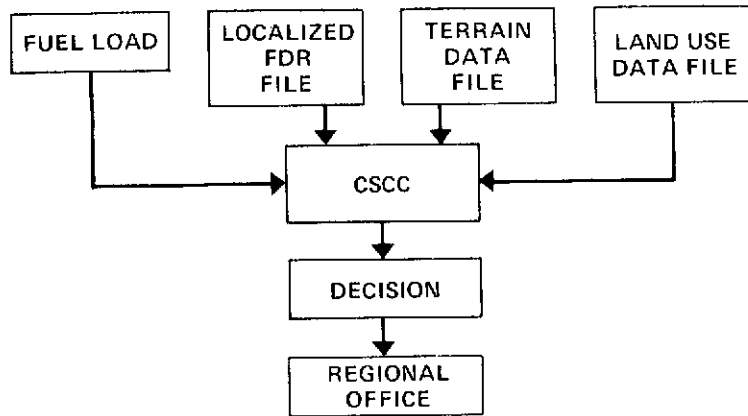 FUEL LOAD
LOCALIZED
FDR
FILE
TERRAIN
DATA
FILE
LAND USE
DATA FILE
CSCC
DECISION
REGIONAL
OFFICE